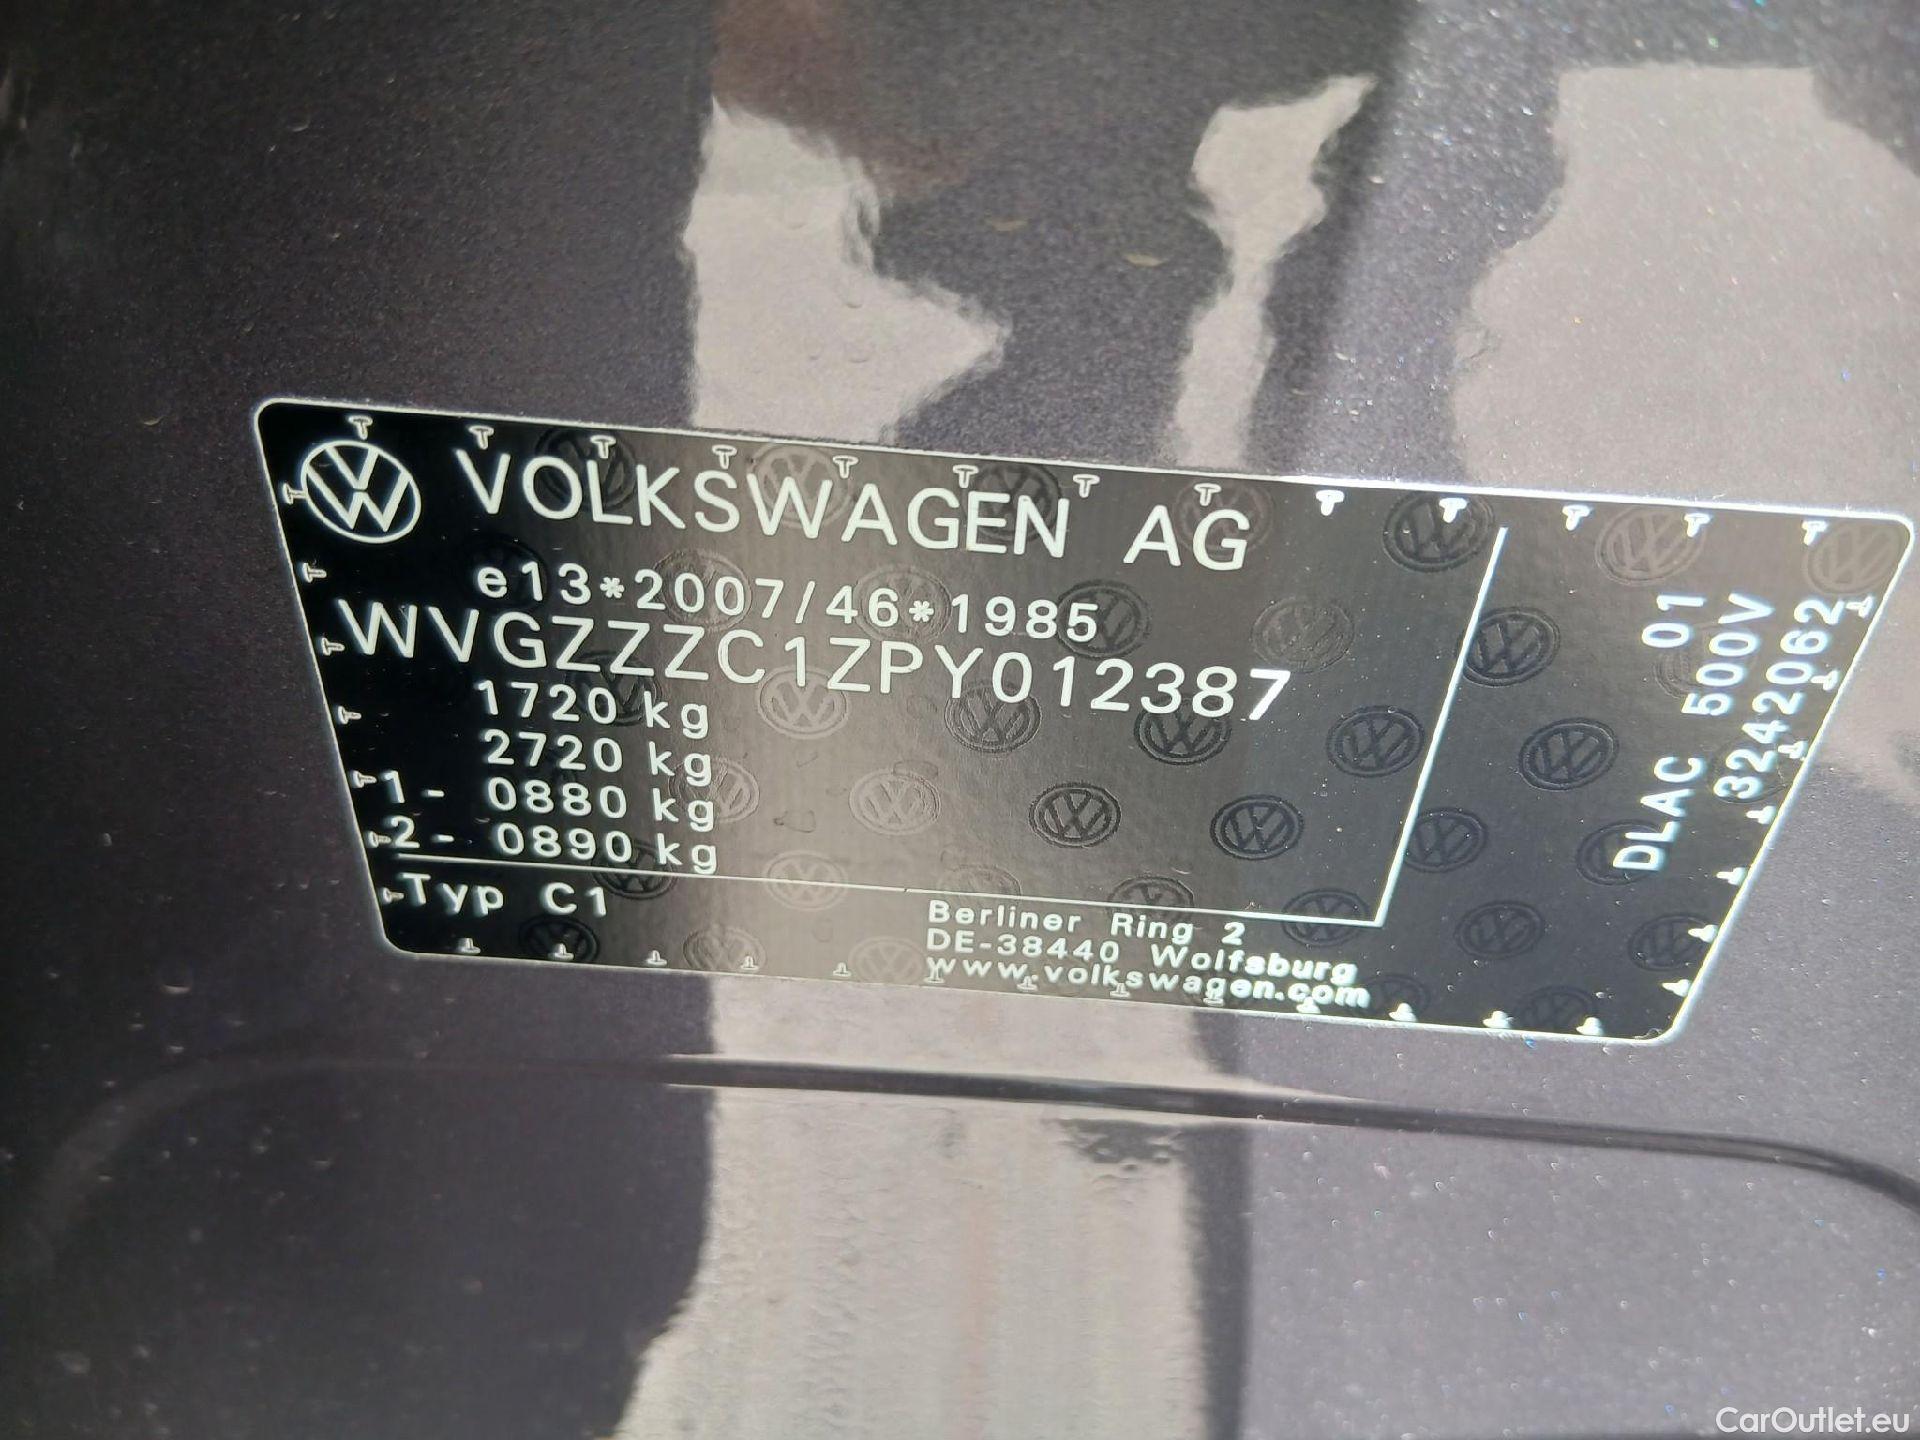 VOLKSWAGEN AG
e13*2007/46*1985
WVGZZZC1ZPY012387
1720 kg
2720 kg
1- 0880 kg
2- 0890 kg
Typ C1
Berliner Ring 2
DE-38440 Wolfsburg
www.volkswagen.com
DLAC 01
500V
3242062
CarOutlet.eu